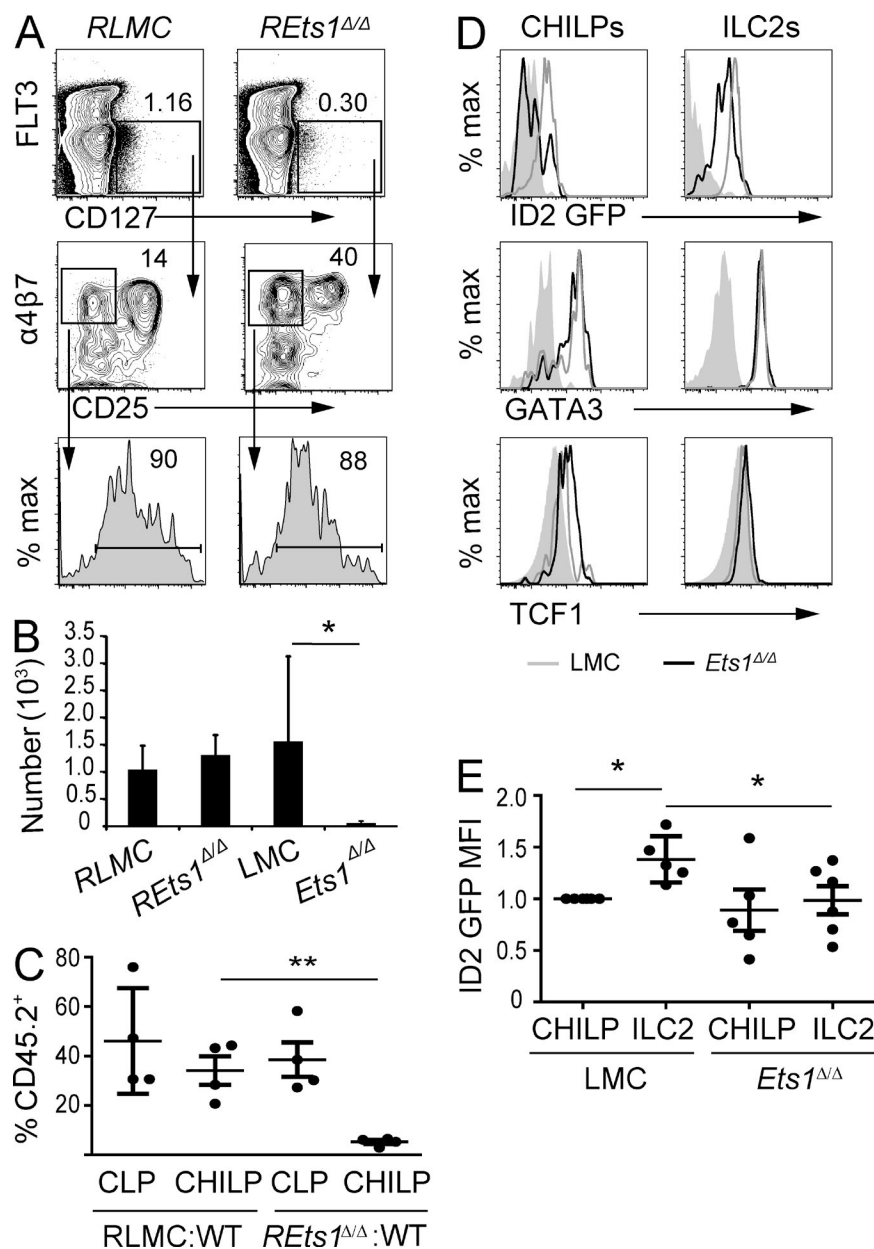 A
RLMC
REts1Δ/Δ
FLT3
1.16
0.30
CD127
α4β7
14
40
CD25
% max
90
88
B
Number (10³)
3.5
3.0
2.5
2.0
1.5
1.0
0.5
0
*
RLMC
REts1Δ/Δ
LMC
Ets1Δ/Δ
C
% CD45.2⁺
80
60
40
20
**
CLP
CHILP
CLP
CHILP
RLMC:WT
REts1Δ/Δ:WT
D
CHILPs
ILC2s
% max
ID2 GFP
% max
GATA3
% max
TCF1
LMC
Ets1Δ/Δ
E
ID2 GFP MFI
2.0
1.5
1.0
0.5
0
*
*
CHILP
ILC2
CHILP
ILC2
LMC
Ets1Δ/Δ